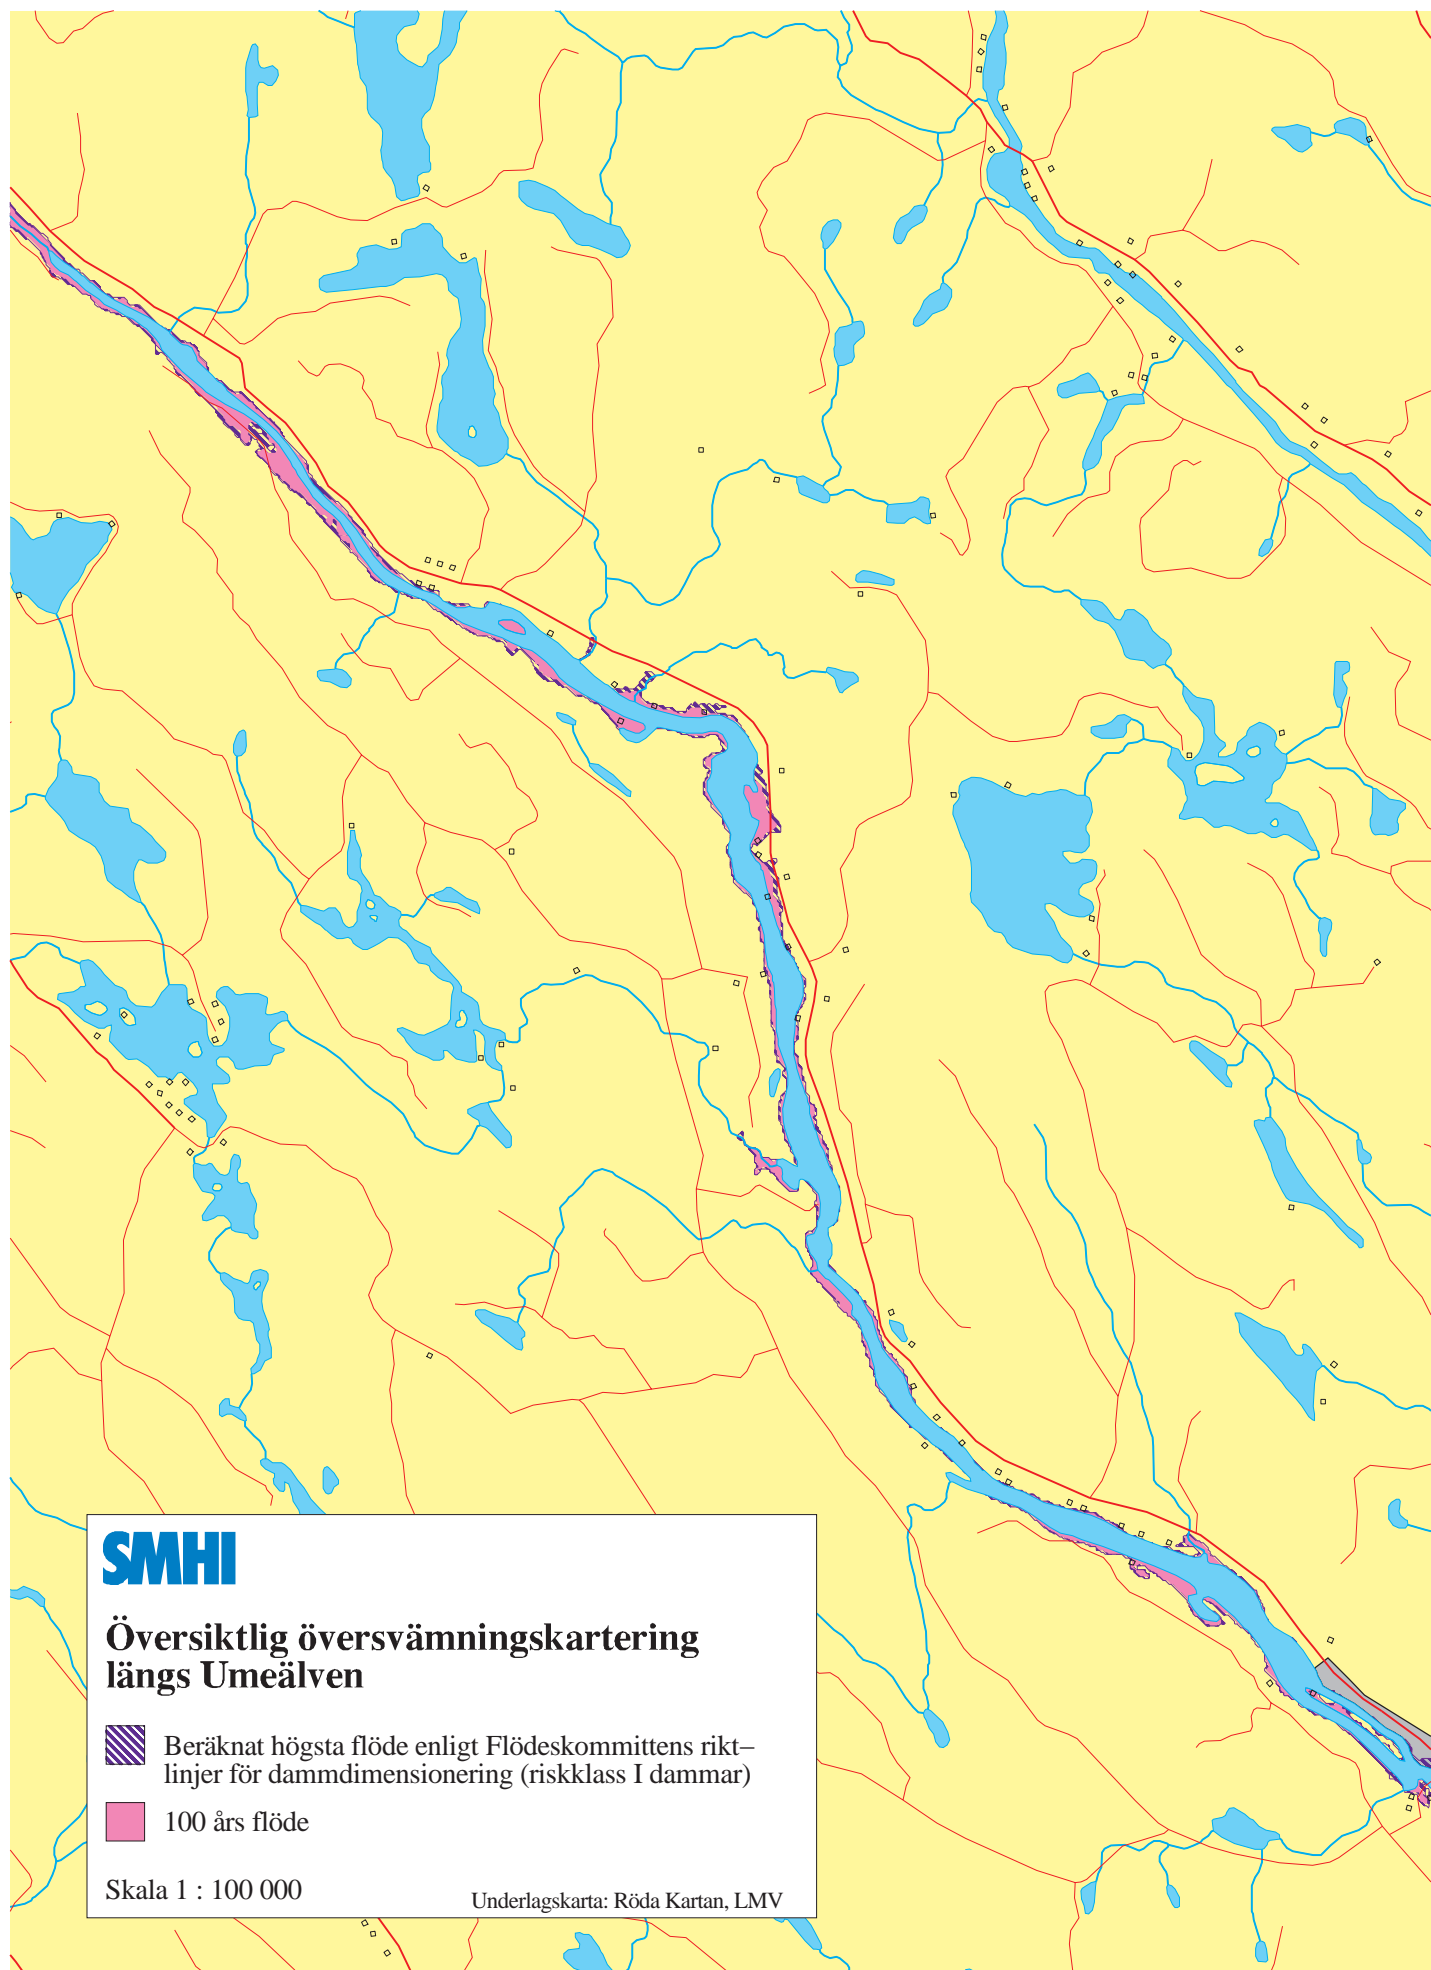 SMHI
Översiktlig översvämningskartering
längs Umeälven
Beräknat högsta flöde enligt Flödeskommittens rikt–
linjer för dammdimensionering (riskklass I dammar)
100 års flöde
Skala 1 : 100 000
Underlagskarta: Röda Kartan, LMV